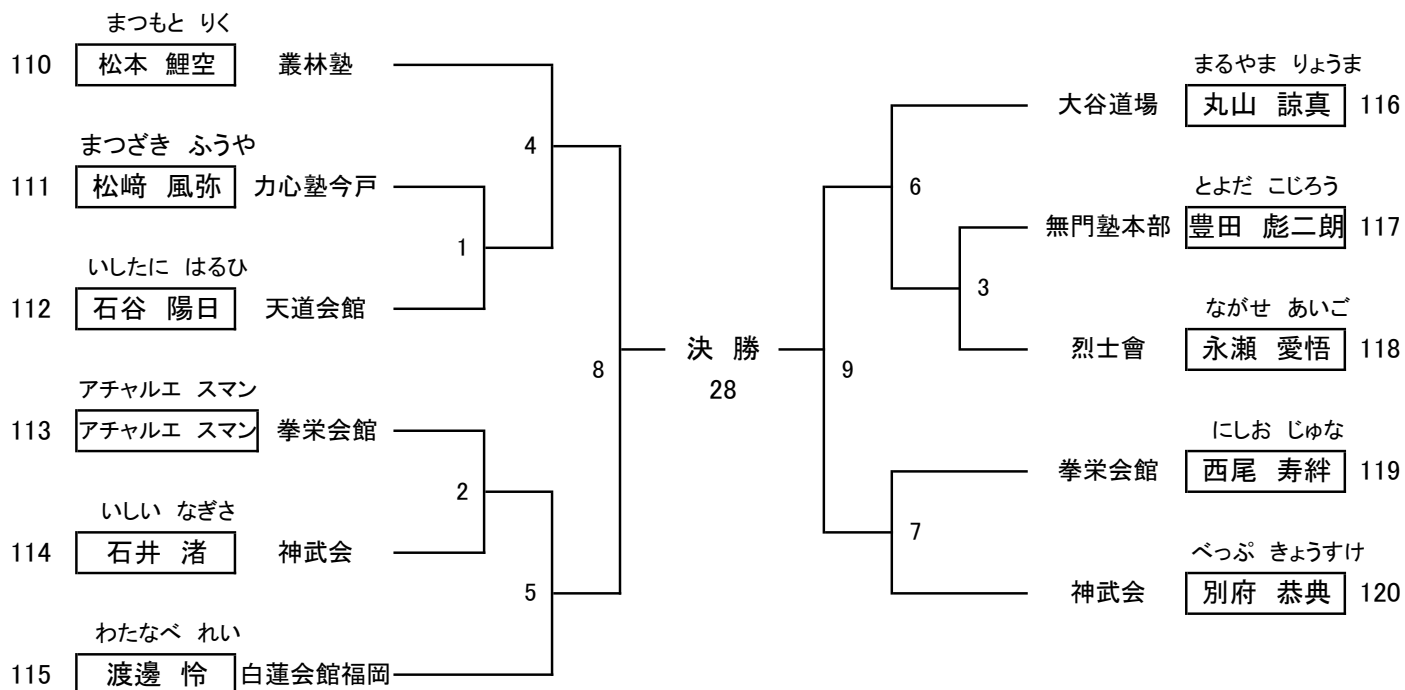 まつもと りく
110 松本 鯉空 叢林塾
まつざき ふうや
111 松﨑 風弥 力心塾今戸
いしたに はるひ
112 石谷 陽日 天道会館
アチャルエ スマン
113 アチャルエ スマン 拳栄会館
いしい なぎさ
114 石井 渚 神武会
わたなべ れい
115 渡邊 怜 白蓮会館福岡
4
1
2
5
8
決 勝
28
まるやま りょうま
大谷道場 丸山 諒真 116
とよだ こじろう
無門塾本部 豊田 彪二朗 117
ながせ あいご
烈士會 永瀬 愛悟 118
にしお じゅな
拳栄会館 西尾 寿絆 119
べっぷ きょうすけ
神武会 別府 恭典 120
6
3
9
7